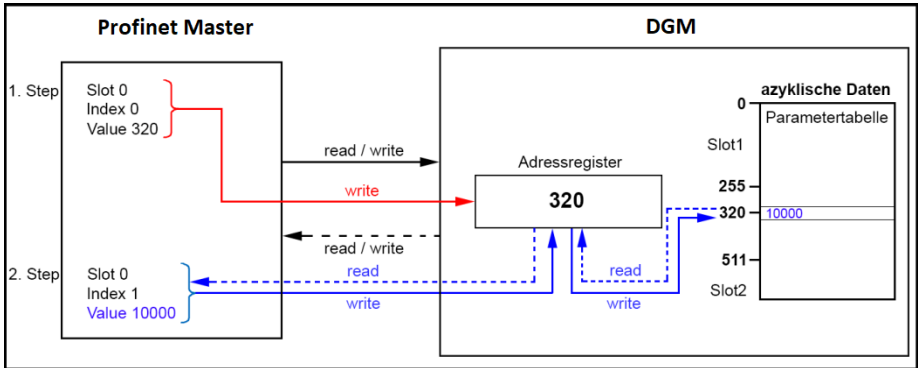 Profinet Master
DGM
1. Step
Slot 0
Index 0
Value 320
read / write
write
read / write
Adressregister
320
azyklische Daten
0
Parametertabelle
Slot1
255
320
10000
511
Slot2
2. Step
Slot 0
Index 1
Value 10000
read
write
read
write